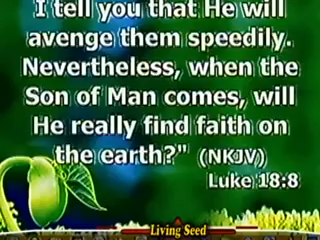 I tell you that He will
avenge them speedily.
Nevertheless, when the
Son of Man comes, will
He really find faith on
the earth?" (NKJV)
Luke 18:8
Living Seed